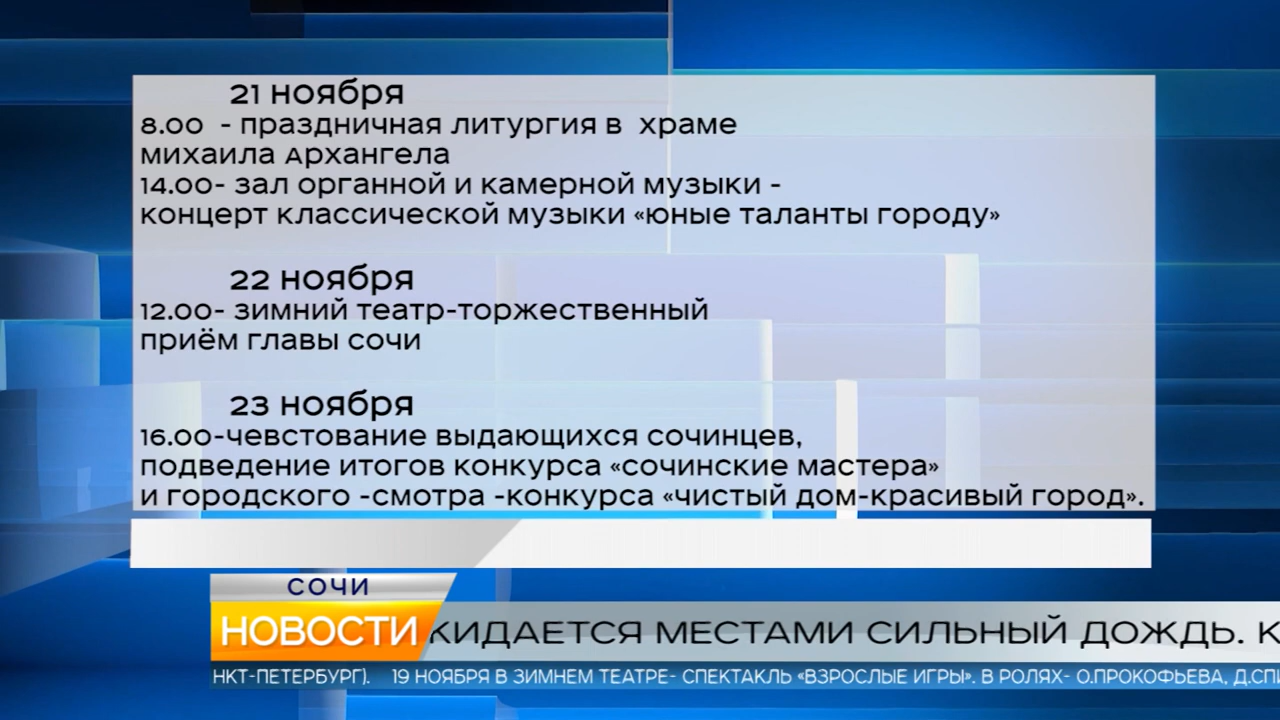 21 ноября
8.00 - праздничная литургия в храме
михаила Архангела
14.00- зал органной и камерной музыки -
концерт классической музыки «юные таланты городу»
22 ноября
12.00- зимний театр-торжественный
приём главы сочи
23 ноября
16.00-чевствование выдающихся сочинцев,
подведение итогов конкурса «сочинские мастера»
и городского -смотра -конкурса «чистый дом-красивый город».
СОЧИ
НОВОСТИ
ЖИДАЕТСЯ МЕСТАМИ СИЛЬНЫЙ ДОЖДЬ. К
НКТ-ПЕТЕРБУРГ). 19 НОЯБРЯ В ЗИМНЕМ ТЕАТРЕ- СПЕКТАКЛЬ «ВЗРОСЛЫЕ ИГРЫ». В РОЛЯХ- О.ПРОКОФЬЕВА, Д.СПИ